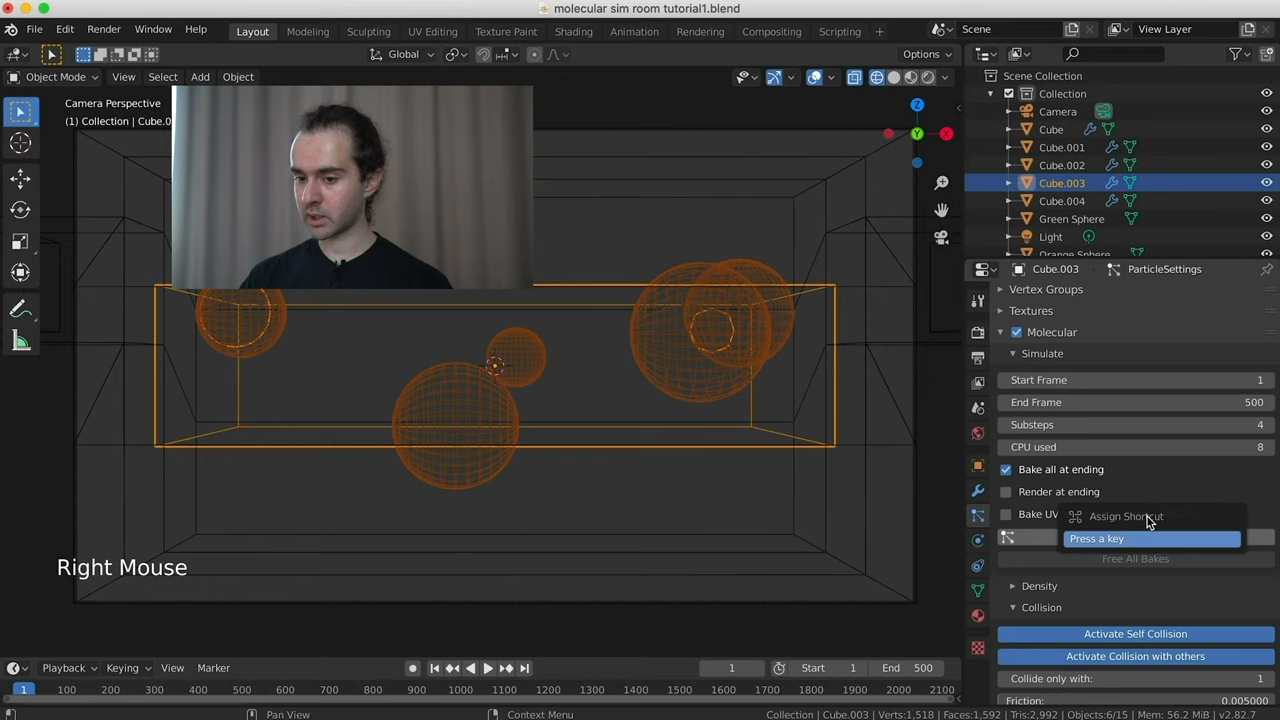 molecular sim room tutorial1.blend
File Edit Render Window Help
Layout Modeling Sculpting UV Editing Texture Paint Shading Animation Rendering Compositing Scripting +
Scene
View Layer
Global
Options
Object Mode View Select Add Object
Camera Perspective
(1) Collection | Cube.0
Z
Y
X
Scene Collection
Collection
Camera
Cube
Cube.001
Cube.002
Cube.003
Cube.004
Green Sphere
Light
Orange Sphere
Cube.003 ParticleSettings
Vertex Groups
Textures
Molecular
Simulate
Start Frame 1
End Frame 500
Substeps 4
CPU used 8
Bake all at ending
Render at ending
Bake UV
Assign Shortcut
Press a key
Free All Bakes
Density
Collision
Activate Self Collision
Activate Collision with others
Collide only with: 1
Friction: 0.005000
Right Mouse
Playback Keying View Marker
1
Start 1
End 500
1 100 200 300 400 500 600 700 800 900 1000 1100 1200 1300 1400 1500 1600 1700 1800 1900 2000 2100
Select
Pan View
Context Menu
Collection | Cube.003 | Verts:1,518 | Faces:1,592 | Tris:2,992 | Objects:6/15 | Mem: 56.2 MiB | v2.82.7